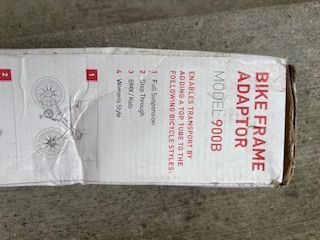 BIKE FRAME
ADAPTOR
MODEL 900B
ENABLES TRANSPORT BY
ADDING A TOP TUBE TO THE
FOLLOWING BICYCLE STYLES:
1 Full Suspension
2 Step Through
3 BMX / Kids
4 Women's Style
1
2